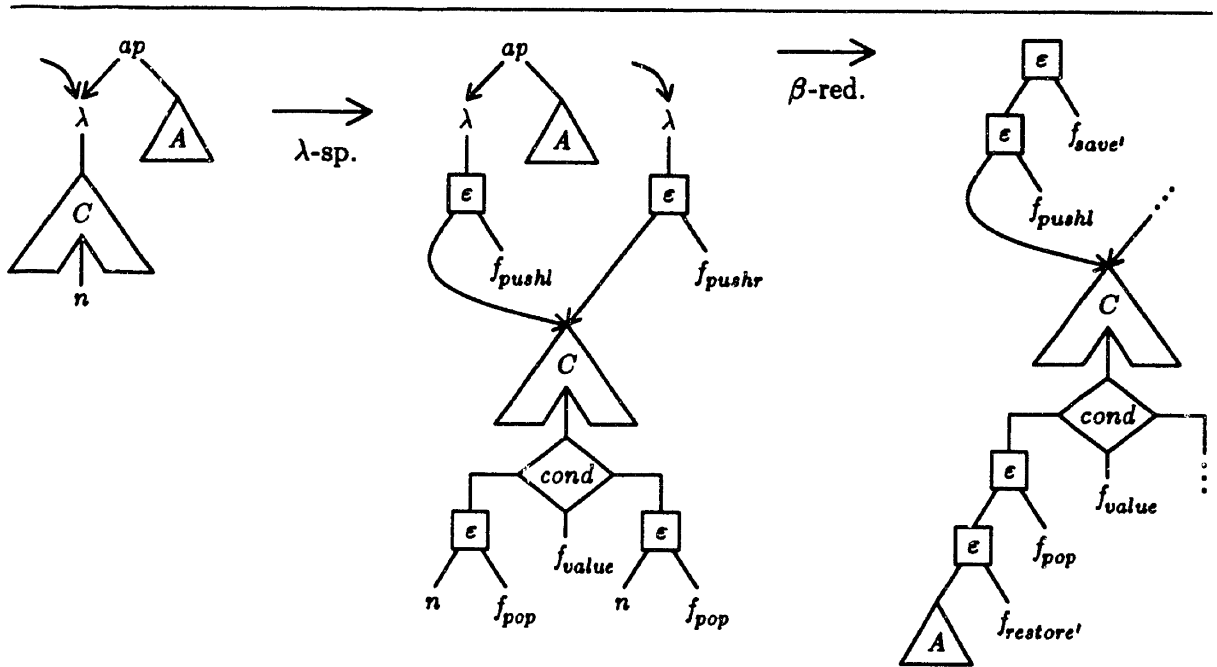 ap
λ
A
C
n
λ-sp.
ap
λ
A
λ
ε
ε
f_pushl
f_pushr
C
cond
ε
ε
f_value
n
f_pop
n
f_pop
β-red.
ε
ε
f_save'
f_pushl
C
cond
ε
f_value
ε
f_pop
A
f_restore'